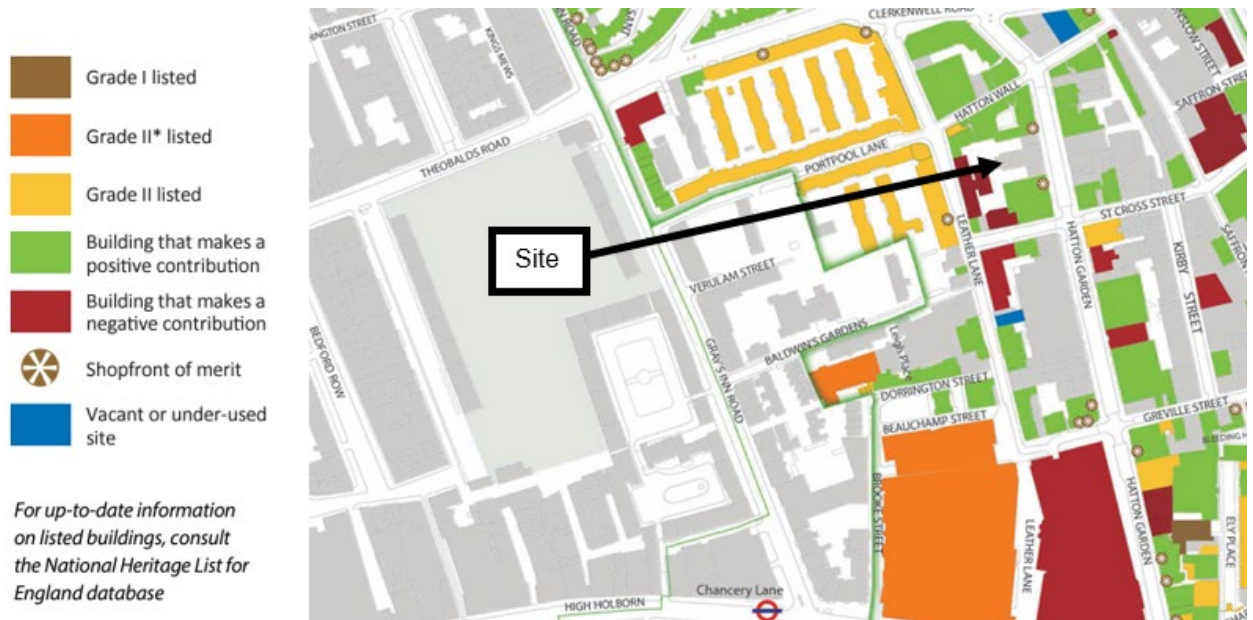 Grade I listed
Grade II* listed
Grade II listed
Building that makes a
positive contribution
Building that makes a
negative contribution
Shopfront of merit
Vacant or under-used
site
For up-to-date information
on listed buildings, consult
the National Heritage List for
England database
KINGS MEWS
CLERKENWELL ROAD
HATTON WALL
SAFFRON STREET
THEOBALDS ROAD
PORTPOOL LANE
Site
ST CROSS STREET
LEATHER LANE
HATTON GARDEN
KIRBY
STREET
VERULAM STREET
BALDWIN'S GARDENS
Leigh Place
BEDFORD ROW
GRAY'S INN ROAD
DORRINGTON STREET
BEAUCHAMP STREET
GREVILLE STREET
BROOKE STREET
LEATHER LANE
HATTON GARDEN
ELY PLACE
Chancery Lane
HIGH HOLBORN